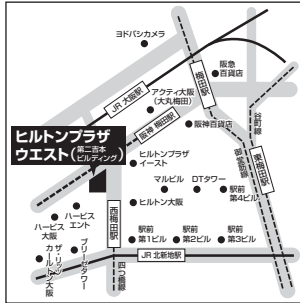 ヨドバシカメラ
阪急
百貨店
梅田駅
JR 大阪駅
アクティ大阪
(大丸梅田)
谷町線
阪神 梅田駅
阪神百貨店
ヒルトンプラザ
ウエスト(第二吉本ビルディング)
ヒルトンプラザ
イースト
御堂筋線
東梅田駅
マルビル
DTタワー
駅前
第4ビル
ヒルトン大阪
西梅田駅
ハービス
エント
ハービス
大阪
ブリーゼタワー
ザ・リッツ
カールトン大阪
駅前
第1ビル
駅前
第2ビル
駅前
第3ビル
四つ橋線
JR 北新地駅